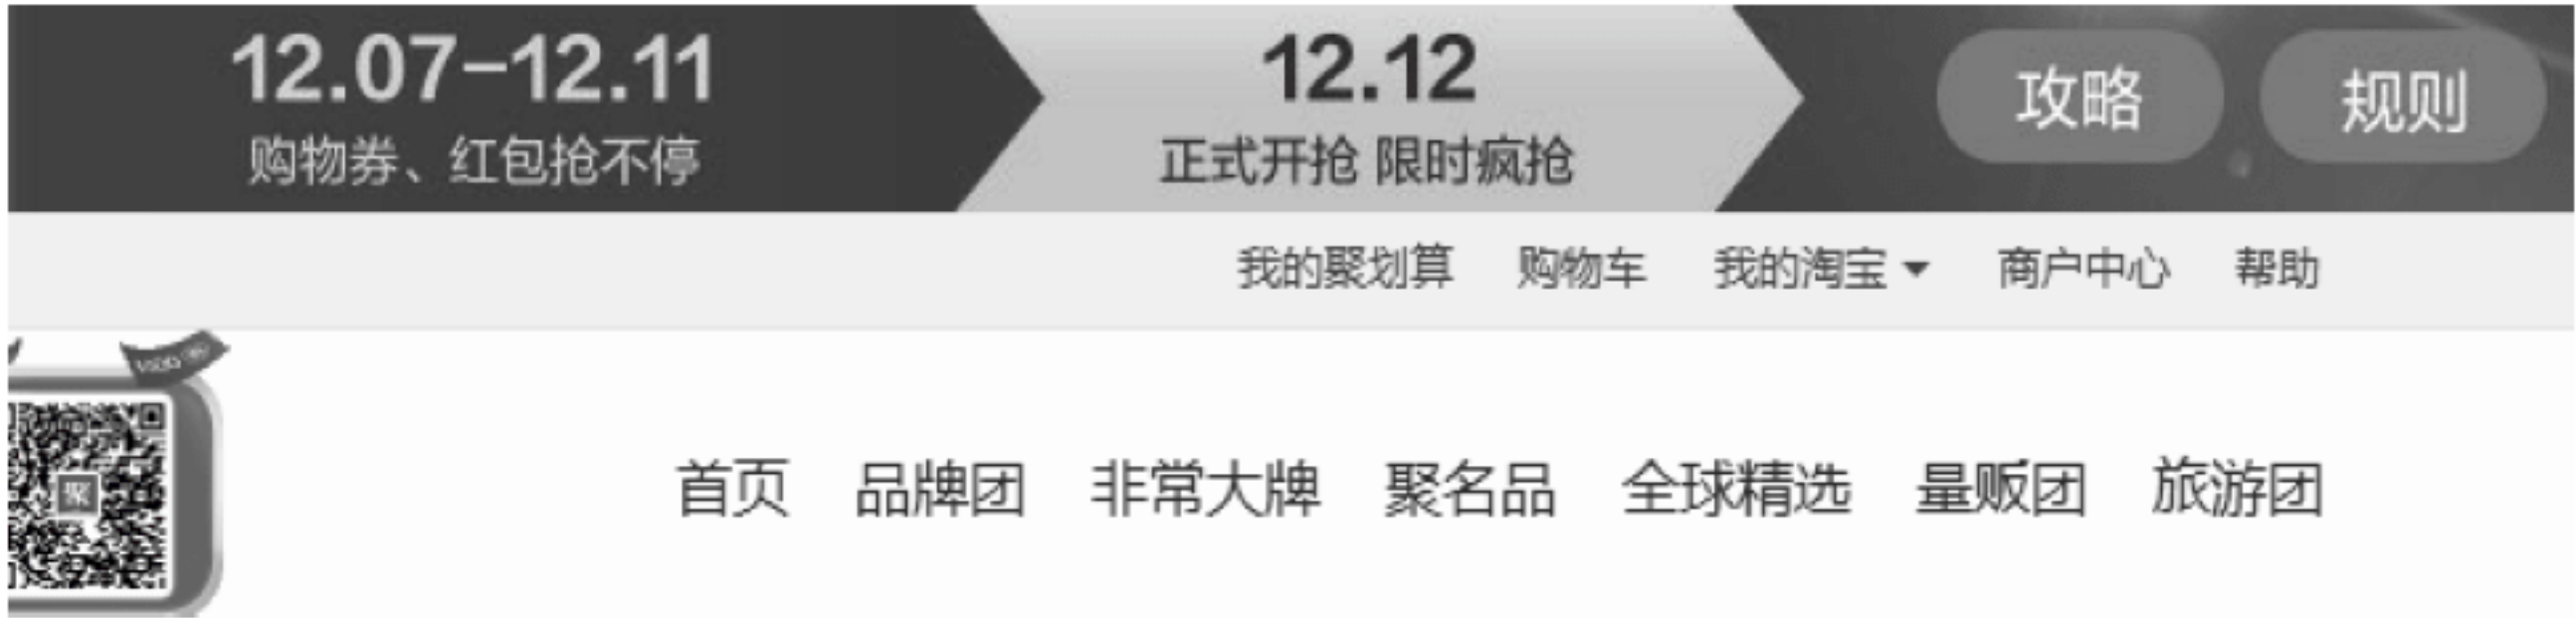 12.07-12.11 12.12 攻略 规则
购物券、红包抢不停 正式开抢 限时疯抢
我的聚划算 购物车 我的淘宝 商户中心 帮助
聚
首页 品牌团 非常大牌 聚名品 全球精选 量贩团 旅游团